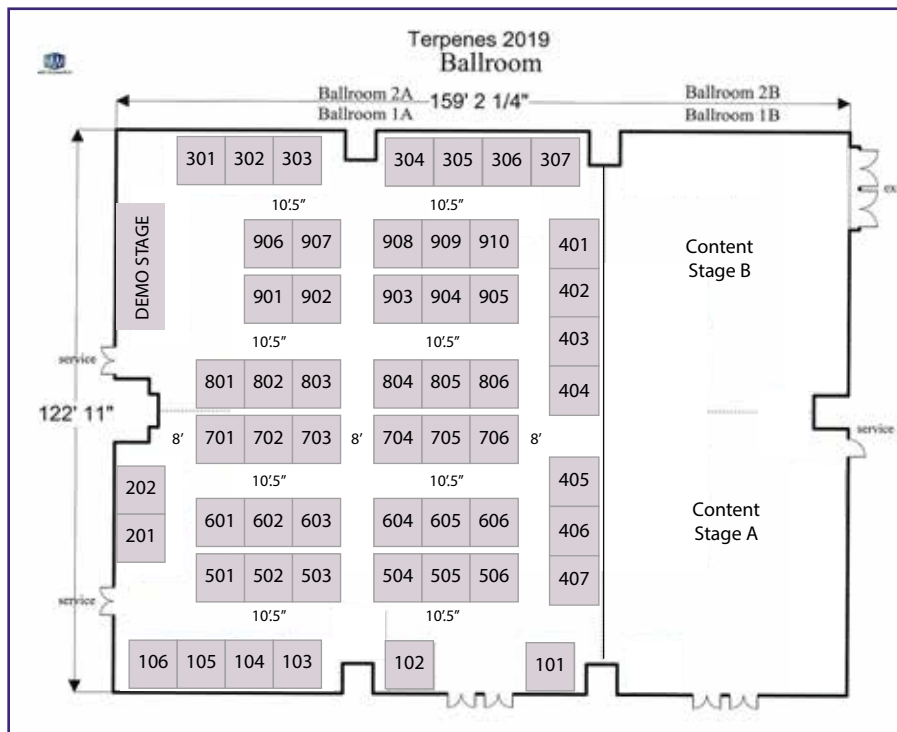 Terpenes 2019
Ballroom
Ballroom 2A
Ballroom 1A
159' 2 1/4"
Ballroom 2B
Ballroom 1B
301 302 303
304 305 306 307
10'.5" 10'.5"
DEMO STAGE
906 907 908 909 910
401
Content
Stage B
901 902 903 904 905
402
10'.5" 10'.5"
403
service
801 802 803 804 805 806
404
122' 11"
8' 701 702 703 8' 704 705 706 8'
service
10'.5" 10'.5"
405
202
601 602 603 604 605 606
406
Content
Stage A
201
501 502 503 504 505 506
407
service
10'.5" 10'.5"
106 105 104 103 102 101